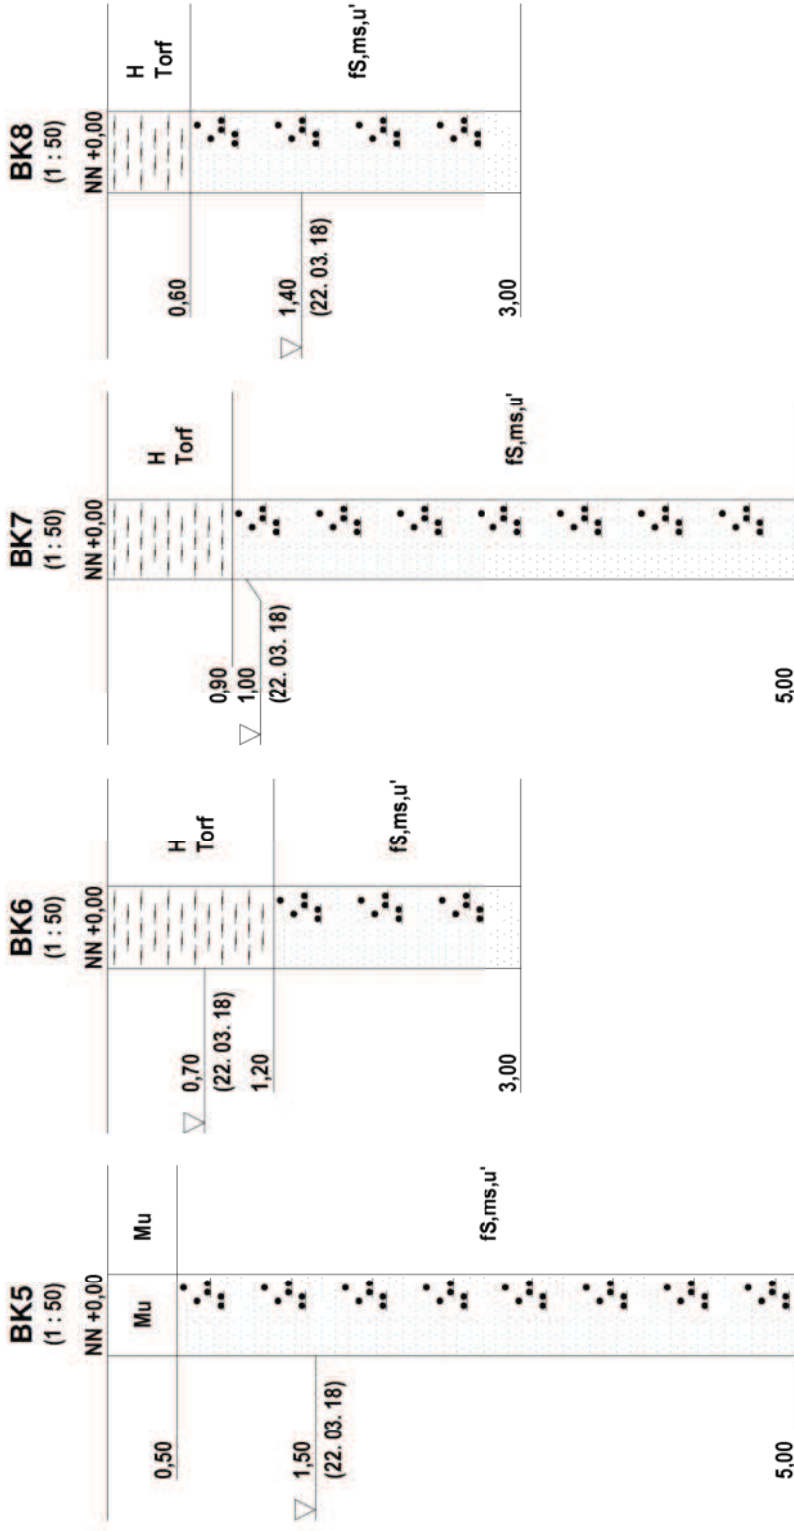 BK5
(1 : 50)
NN +0,00
Mu
Mu
0,50
1,50
(22. 03. 18)
fS,ms,u'
5,00
BK6
(1 : 50)
NN +0,00
H
Torf
0,70
(22. 03. 18)
1,20
fS,ms,u'
3,00
BK7
(1 : 50)
NN +0,00
H
Torf
0,90
1,00
(22. 03. 18)
fS,ms,u'
5,00
BK8
(1 : 50)
NN +0,00
H
Torf
0,60
1,40
(22. 03. 18)
fS,ms,u'
3,00